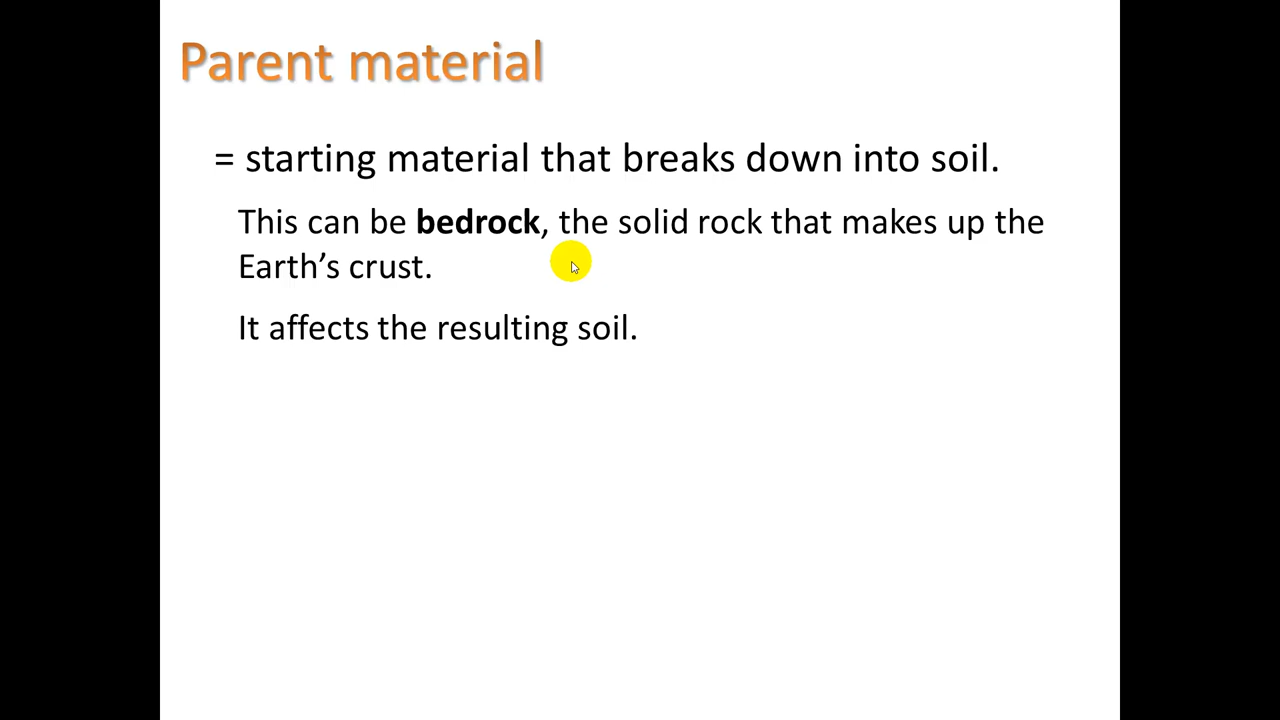 Parent material
= starting material that breaks down into soil.
This can be bedrock, the solid rock that makes up the
Earth’s crust.
It affects the resulting soil.